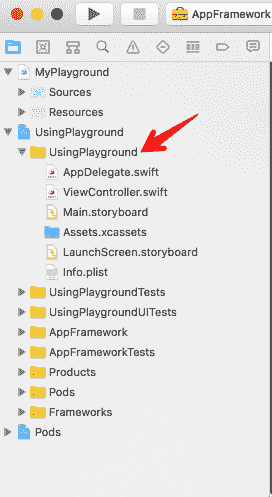 AppFramework
MyPlayground
Sources
Resources
UsingPlayground
UsingPlayground
AppDelegate.swift
ViewController.swift
Main.storyboard
Assets.xcassets
LaunchScreen.storyboard
Info.plist
UsingPlaygroundTests
UsingPlaygroundUITests
AppFramework
AppFrameworkTests
Products
Pods
Frameworks
Pods